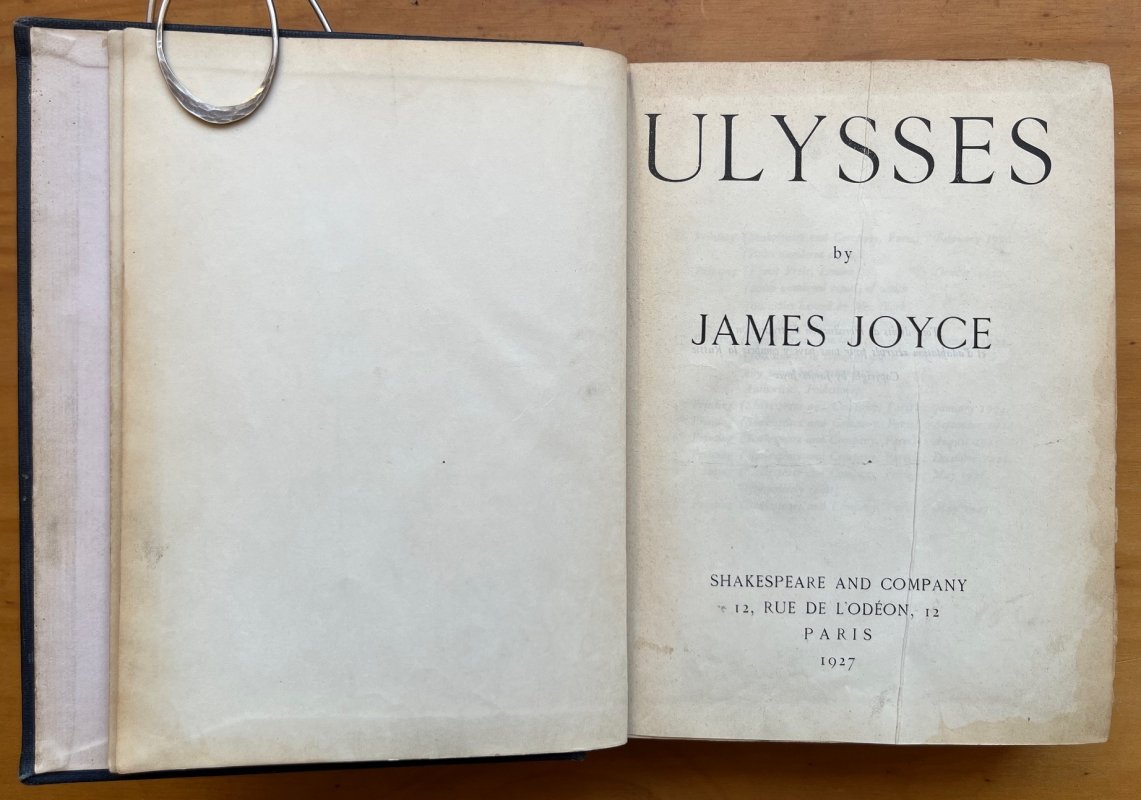 ULYSSES
by
JAMES JOYCE
SHAKESPEARE AND COMPANY
12, RUE DE L'ODÉON, 12
PARIS
1927